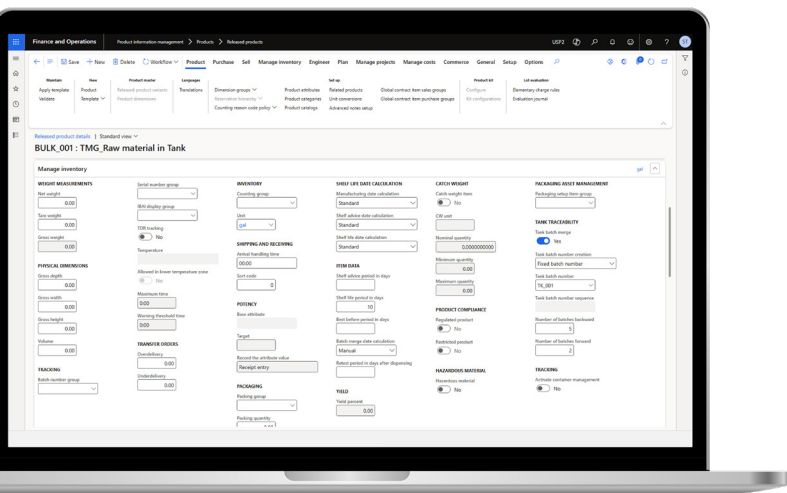 Finance and Operations
Product information management > Products > Released products
USP2
?
ST
Save
New
Delete
Workflow
Product
Purchase
Sell
Manage inventory
Engineer
Plan
Manage projects
Manage costs
Commerce
General
Setup
Options
Maintain
New
Product master
Languages
Set up
Product kit
List evaluation
Apply template
Product
Released product variants
Translations
Dimension groups
Product attributes
Related products
Global contract item sales groups
Configure
Elementary charge rules
Validate
Template
Product dimensions
Reservation hierarchy
Product categories
Unit conversions
Global contract item purchase groups
Kit configurations
Evaluation journal
Counting reason code policy
Product catalogs
Advanced notes setup
Released product details | Standard view
BULK_001 : TMG_Raw material in Tank
Manage inventory
gal
WEIGHT MEASUREMENTS
Net weight
0.00
Tare weight
0.00
Gross weight
0.00
PHYSICAL DIMENSIONS
Gross depth
0.00
Gross width
0.00
Gross height
0.00
Volume
0.00
TRACKING
Batch number group
Serial number group
IBAI display group
TOR tracking
No
Temperature
Allowed in lower temperature zone
No
Maximum time
0:00
Warning threshold time
0:00
TRANSFER ORDERS
Overdelivery
0.00
Underdelivery
0.00
INVENTORY
Counting group
Unit
gal
SHIPPING AND RECEIVING
Arrival handling time
00:00
Sort code
0
POTENCY
Base attribute
Target
Record the attribute value
Receipt entry
PACKAGING
Packing group
Packing quantity
0.00
SHELF LIFE DATE CALCULATION
Manufacturing date calculation
Standard
Shelf advice date calculation
Standard
Shelf life date calculation
Standard
ITEM DATA
Shelf advice period in days
Shelf life period in days
10
Best before period in days
Batch merge date calculation
Manual
Retest period in days after dispensing
YIELD
Yield percent
0.00
CATCH WEIGHT
Catch weight item
No
CW unit
Nominal quantity
0.0000000000
Minimum quantity
0.00
Maximum quantity
0.00
PRODUCT COMPLIANCE
Regulated product
No
Restricted product
No
HAZARDOUS MATERIAL
Hazardous material
No
PACKAGING ASSET MANAGEMENT
Packaging setup item group
TANK TRACEABILITY
Tank batch merge
Yes
Tank batch number creation
Fixed batch number
Tank batch number
TK_001
Tank batch number sequence
Number of batches backward
5
Number of batches forward
2
TRACKING
Activate container management
No